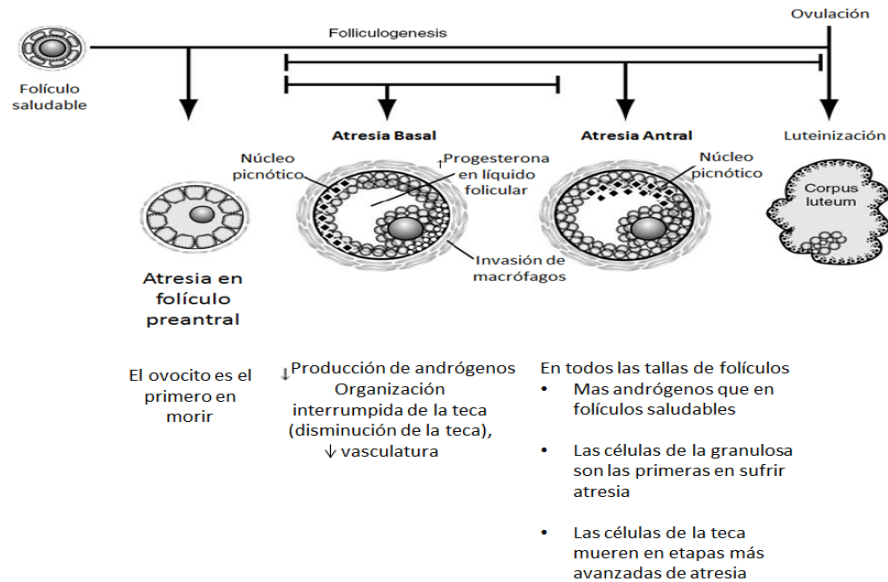 Ovulación
Folliculogenesis
Folículo
saludable
Atresia Basal
Atresia Antral
Luteinización
Núcleo
picnótico
↑Progesterona
en líquido
folicular
Núcleo
picnótico
Corpus
luteum
Invasión de
macrófagos
Atresia en
folículo
preantral
El ovocito es el
primero en
morir
↓Producción de andrógenos
Organización
interrumpida de la teca
(disminución de la teca),
↓ vasculatura
En todos las tallas de folículos
• Mas andrógenos que en
folículos saludables
• Las células de la granulosa
son las primeras en sufrir
atresia
• Las células de la teca
mueren en etapas más
avanzadas de atresia